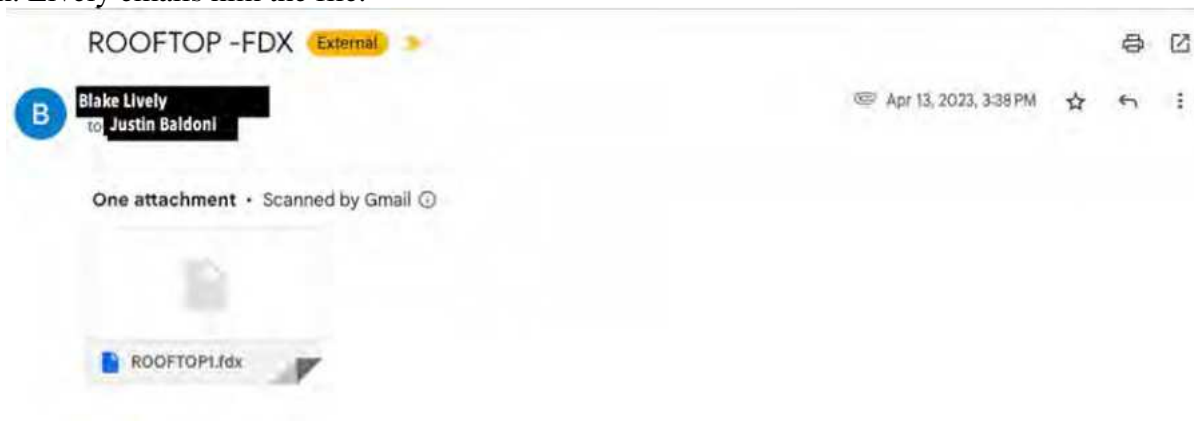 Lively emails him the file.
ROOFTOP -FDX External
B
Blake Lively
Apr 13, 2023, 3:38 PM
to Justin Baldoni
One attachment • Scanned by Gmail
ROOFTOP1.fdx